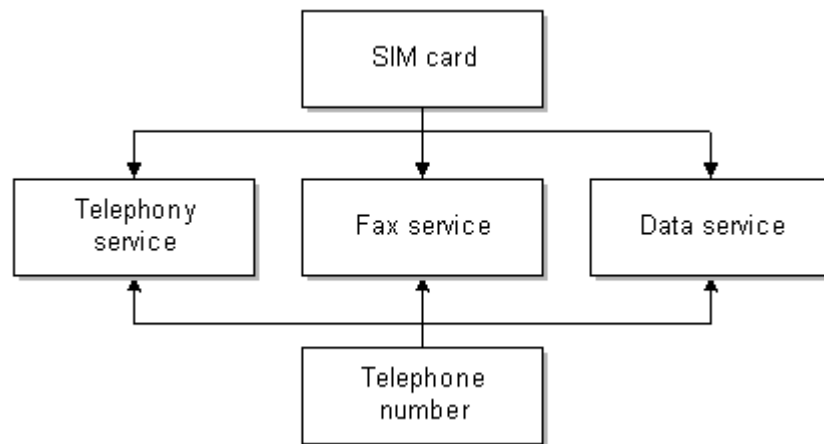 SIM card
Telephony
service
Fax service
Data service
Telephone
number